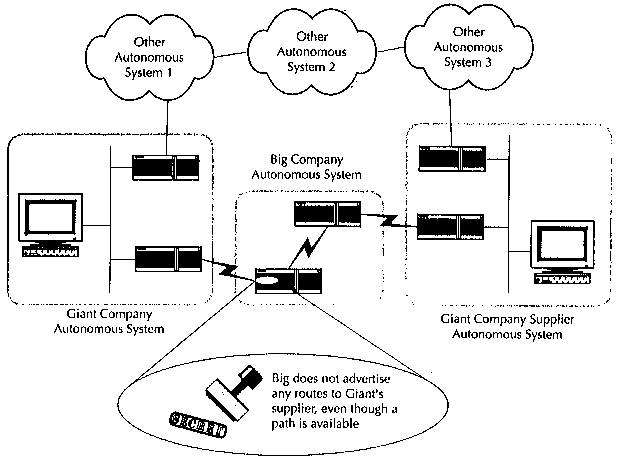 Other
Autonomous
System 1
Other
Autonomous
System 2
Other
Autonomous
System 3
Big Company
Autonomous System
Giant Company
Autonomous System
Giant Company Supplier
Autonomous System
Big does not advertise
any routes to Giant's
supplier, even though a
path is available
SECRET